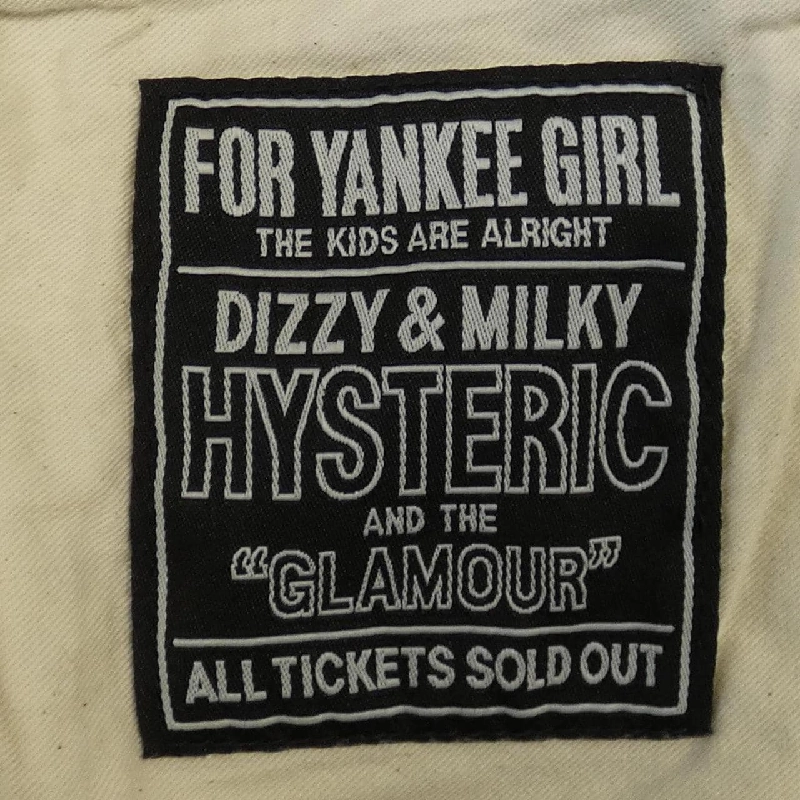 FOR YANKEE GIRL
THE KIDS ARE ALRIGHT
DIZZY & MILKY
HYSTERIC
AND THE
“GLAMOUR”
ALL TICKETS SOLD OUT